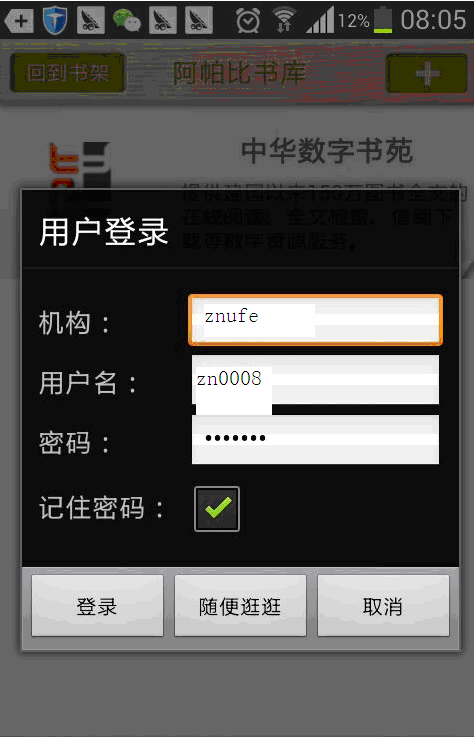 12% 08:05
回到书架 阿帕比书库 +
中华数字书苑
提供建国以来150万图书全文的
在线阅读、全文检索、借阅下
载等数字资源服务。
用户登录
机构： znufe
用户名： zn0008
密码： •••••••
记住密码：
登录 随便逛逛 取消